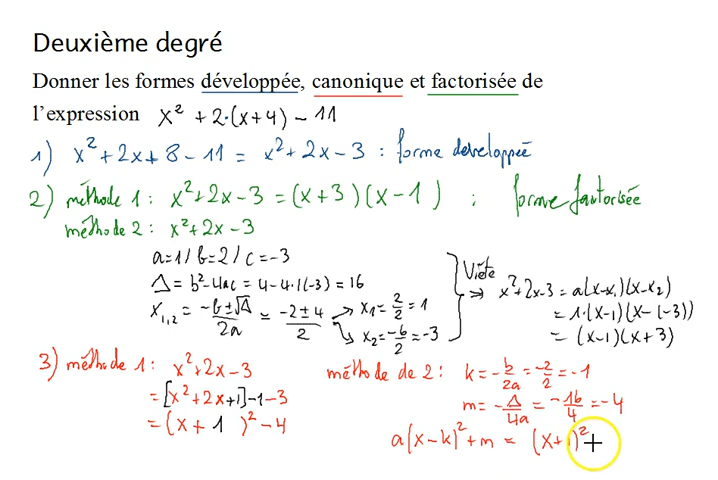 Deuxième degré
Donner les formes développée, canonique et factorisée de
l'expression x² + 2·(x+4) - 11
1) x² + 2x + 8 - 11 = x² + 2x - 3 : forme developpée
2) méthode 1 : x² + 2x - 3 = (x+3)(x-1) ; forme factorisée
méthode 2 : x² + 2x - 3
a=1 / b=2 / c=-3
Δ = b² - 4ac = 4 - 4·1(-3) = 16
x₁,₂ = (-b ± √Δ)/2a = (-2 ± 4)/2 → x₁ = 2/2 = 1
↘ x₂ = -6/2 = -3
Viète
⇒ x² + 2x - 3 = a(x-x₁)(x-x₂)
= 1·(x-1)(x-(-3))
= (x-1)(x+3)
3) méthode 1 : x² + 2x - 3
= [x² + 2x + 1] - 1 - 3
= (x + 1 )² - 4
méthode de 2 : k = -b/2a = -2/2 = -1
m = -Δ/4a = -16/4 = -4
a(x-k)² + m = (x+1)²